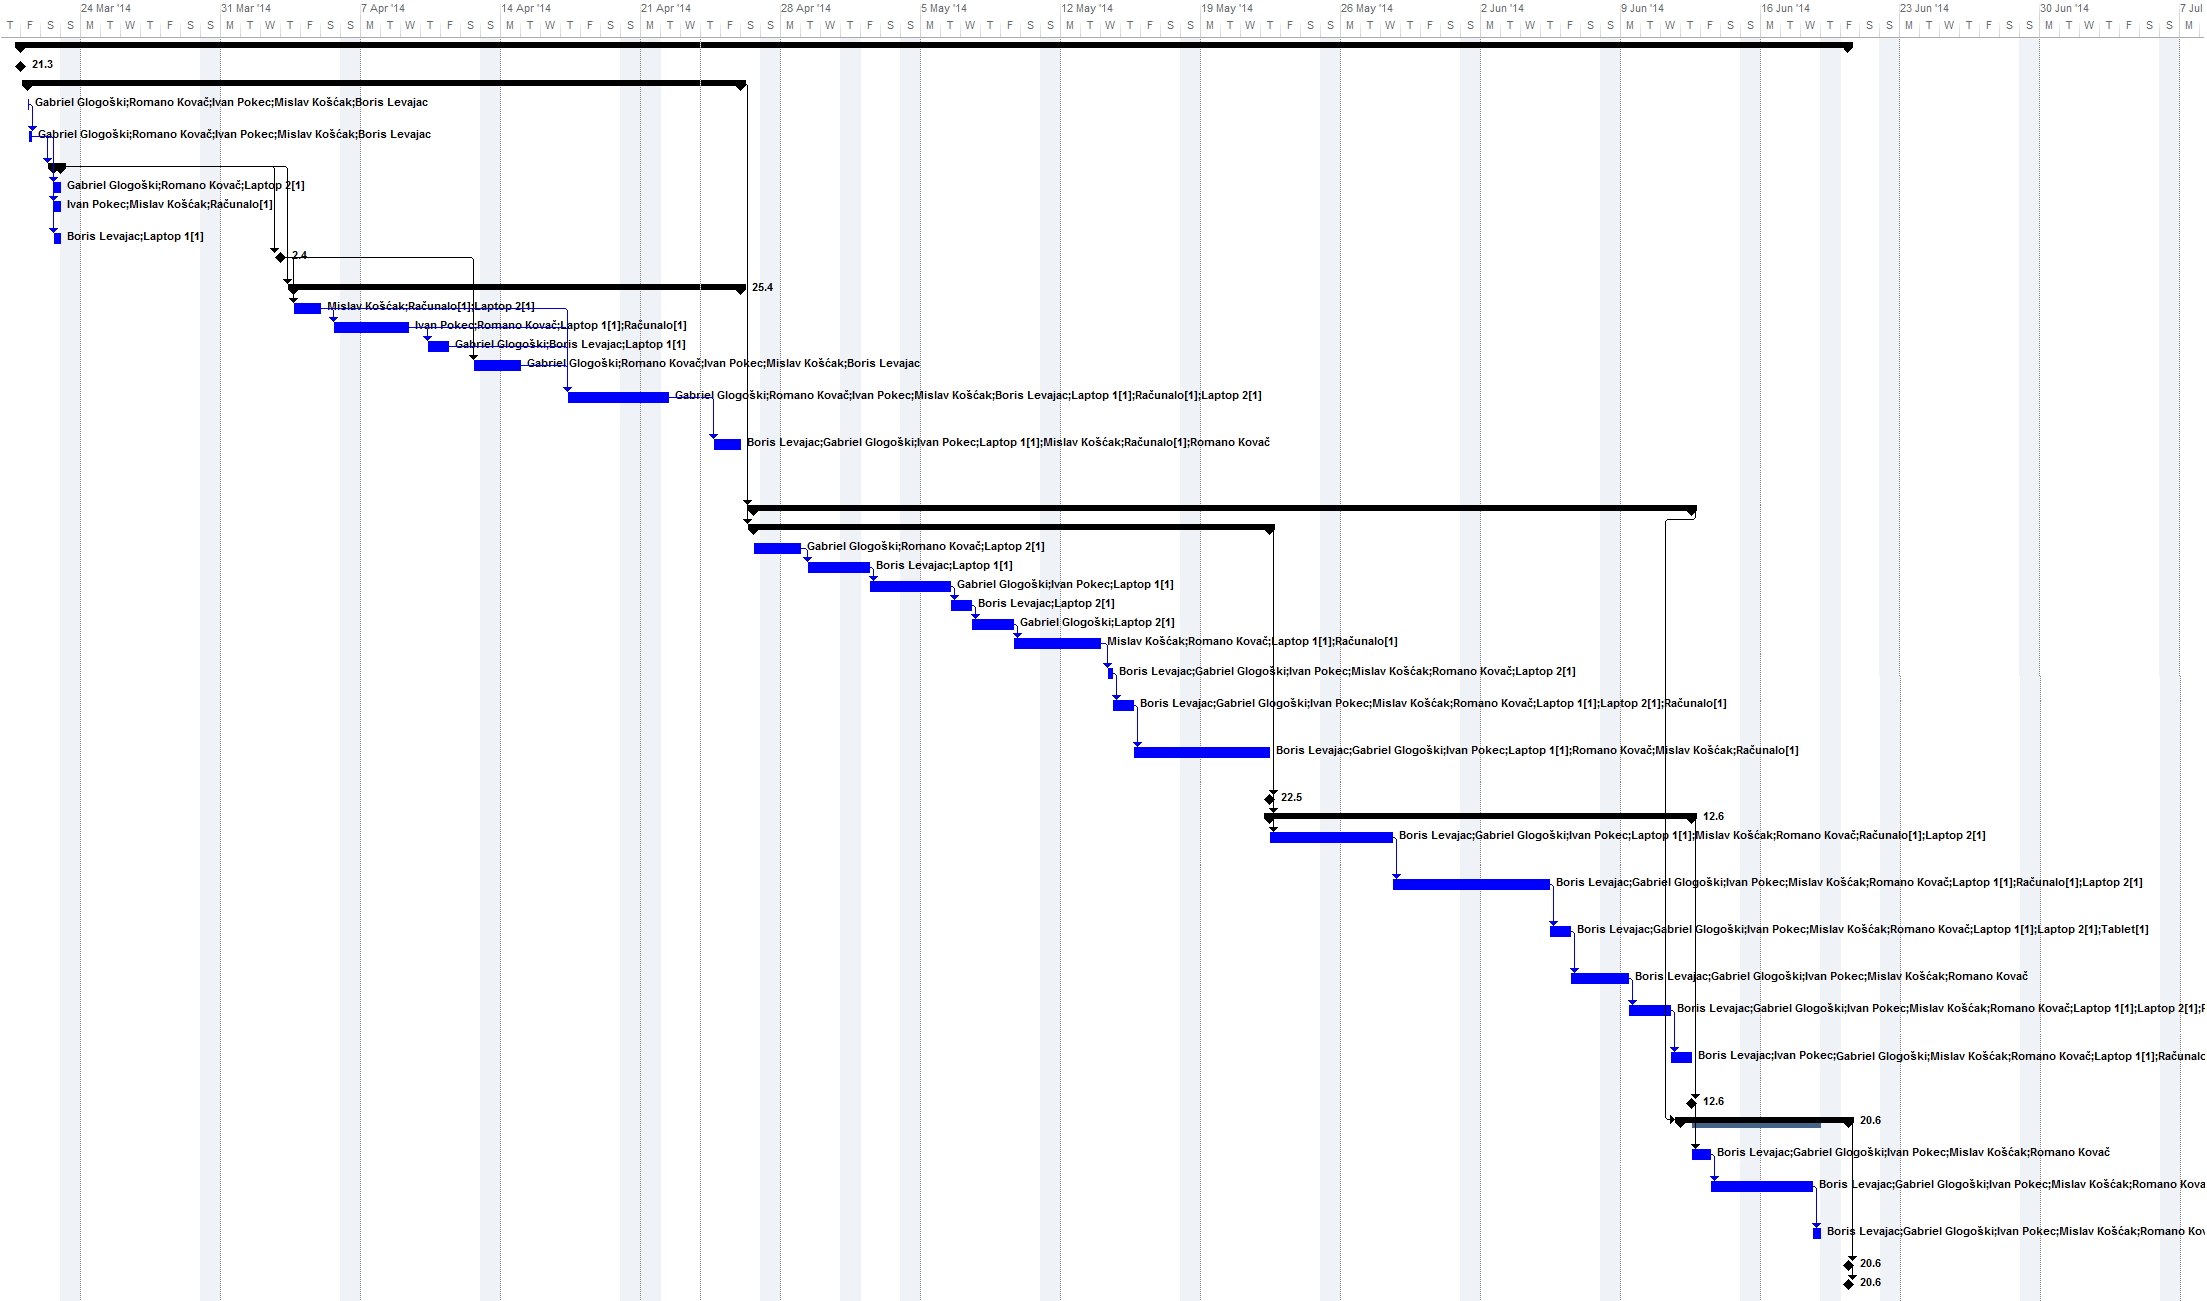 24 Mar '14 31 Mar '14 7 Apr '14 14 Apr '14 21 Apr '14 28 Apr '14 5 May '14 12 May '14 19 May '14 26 May '14 2 Jun '14 9 Jun '14 16 Jun '14 23 Jun '14 30 Jun '14 7 Jul
T F S S M T W T F S S M T W T F S S M T W T F S S M T W T F S S M T W T F S S M T W T F S S M T W T F S S M T W T F S S M T W T F S S M T W T F S S M T W T F S S M T W T F S S M T W T F S S M T W T F S S M
21.3
Gabriel Glogoški;Romano Kovač;Ivan Pokec;Mislav Košćak;Boris Levajac
Gabriel Glogoški;Romano Kovač;Ivan Pokec;Mislav Košćak;Boris Levajac
Gabriel Glogoški;Romano Kovač;Laptop 2[1]
Ivan Pokec;Mislav Košćak;Računalo[1]
Boris Levajac;Laptop 1[1]
2.4
25.4
Mislav Košćak;Računalo[1];Laptop 2[1]
Ivan Pokec;Romano Kovač;Laptop 1[1];Računalo[1]
Gabriel Glogoški;Boris Levajac;Laptop 1[1]
Gabriel Glogoški;Romano Kovač;Ivan Pokec;Mislav Košćak;Boris Levajac
Gabriel Glogoški;Romano Kovač;Ivan Pokec;Mislav Košćak;Boris Levajac;Laptop 1[1];Računalo[1];Laptop 2[1]
Boris Levajac;Gabriel Glogoški;Ivan Pokec;Laptop 1[1];Mislav Košćak;Računalo[1];Romano Kovač
Gabriel Glogoški;Romano Kovač;Laptop 2[1]
Boris Levajac;Laptop 1[1]
Gabriel Glogoški;Ivan Pokec;Laptop 1[1]
Boris Levajac;Laptop 2[1]
Gabriel Glogoški;Laptop 2[1]
Mislav Košćak;Romano Kovač;Laptop 1[1];Računalo[1]
Boris Levajac;Gabriel Glogoški;Ivan Pokec;Mislav Košćak;Romano Kovač;Laptop 2[1]
Boris Levajac;Gabriel Glogoški;Ivan Pokec;Mislav Košćak;Romano Kovač;Laptop 1[1];Laptop 2[1];Računalo[1]
Boris Levajac;Gabriel Glogoški;Ivan Pokec;Laptop 1[1];Romano Kovač;Mislav Košćak;Računalo[1]
22.5
12.6
Boris Levajac;Gabriel Glogoški;Ivan Pokec;Laptop 1[1];Mislav Košćak;Romano Kovač;Računalo[1];Laptop 2[1]
Boris Levajac;Gabriel Glogoški;Ivan Pokec;Mislav Košćak;Romano Kovač;Laptop 1[1];Računalo[1];Laptop 2[1]
Boris Levajac;Gabriel Glogoški;Ivan Pokec;Mislav Košćak;Romano Kovač;Laptop 1[1];Laptop 2[1];Tablet[1]
Boris Levajac;Gabriel Glogoški;Ivan Pokec;Mislav Košćak;Romano Kovač
Boris Levajac;Gabriel Glogoški;Ivan Pokec;Mislav Košćak;Romano Kovač;Laptop 1[1];Laptop 2[1];
Boris Levajac;Ivan Pokec;Gabriel Glogoški;Mislav Košćak;Romano Kovač;Laptop 1[1];Računalo
12.6
20.6
Boris Levajac;Gabriel Glogoški;Ivan Pokec;Mislav Košćak;Romano Kovač
Boris Levajac;Gabriel Glogoški;Ivan Pokec;Mislav Košćak;Romano Kova
Boris Levajac;Gabriel Glogoški;Ivan Pokec;Mislav Košćak;Romano Kov
20.6
20.6